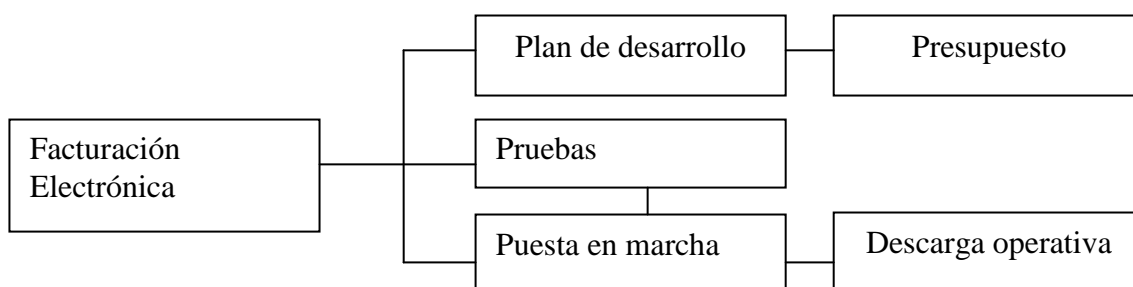 Plan de desarrollo
Presupuesto
Facturación
Electrónica
Pruebas
Puesta en marcha
Descarga operativa